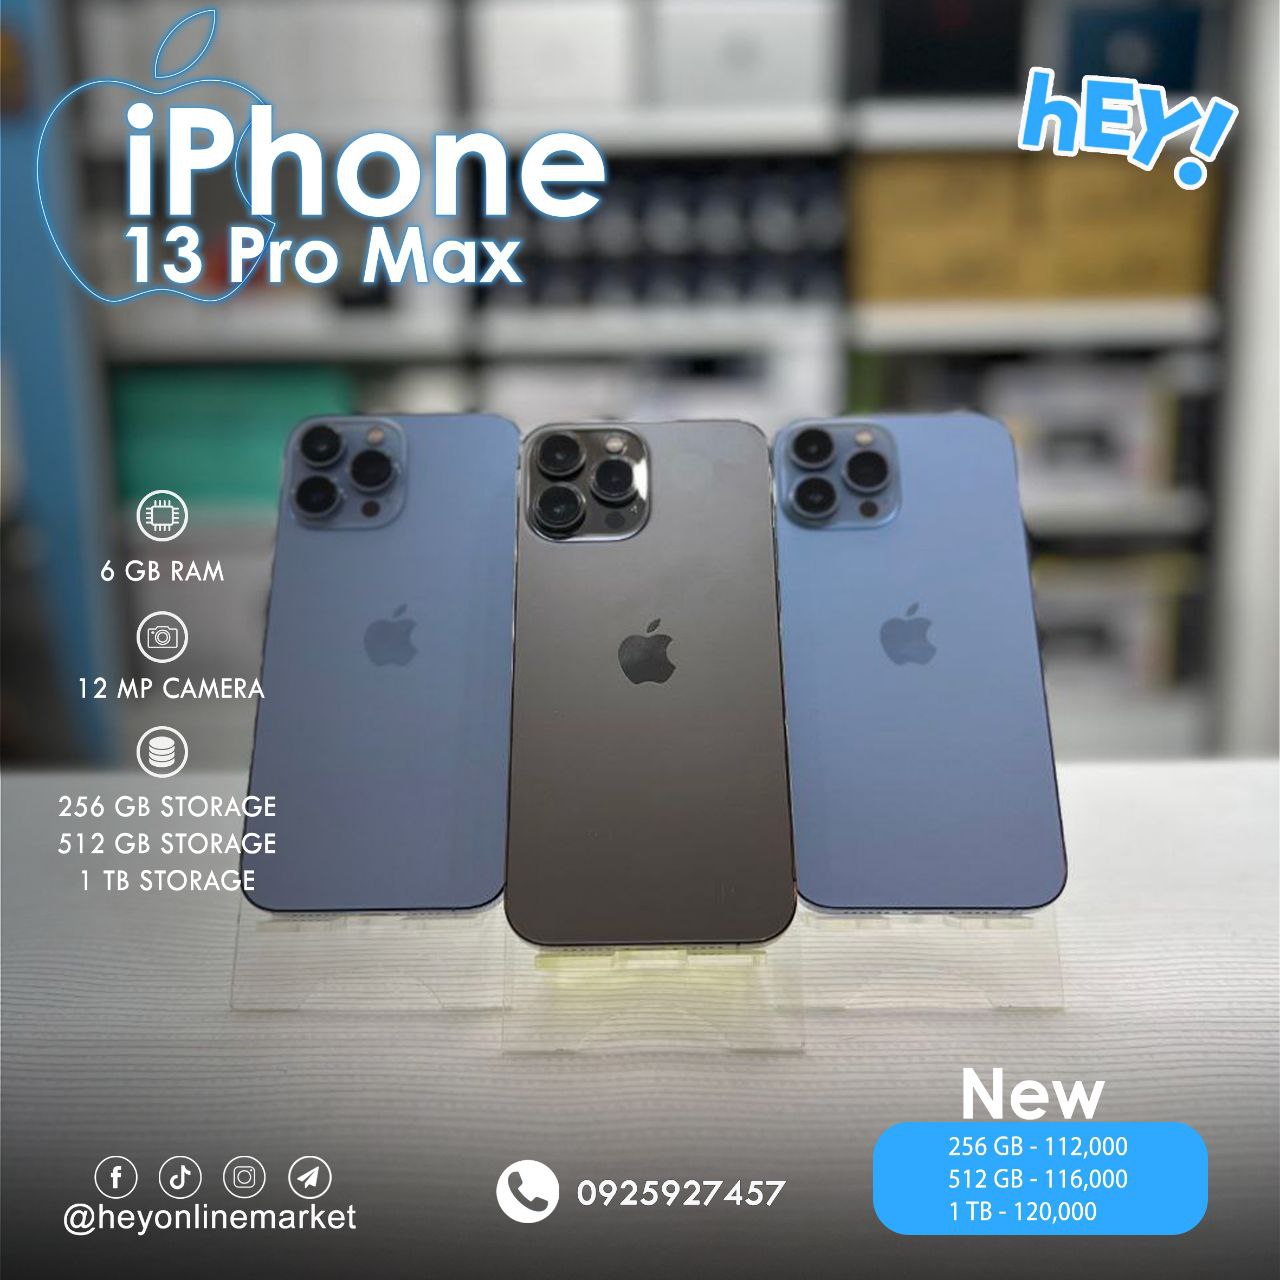 iPhone
13 Pro Max
hEY!
6 GB RAM
12 MP CAMERA
256 GB STORAGE
512 GB STORAGE
1 TB STORAGE
New
256 GB - 112,000
512 GB - 116,000
1 TB - 120,000
@heyonlinemarket
0925927457